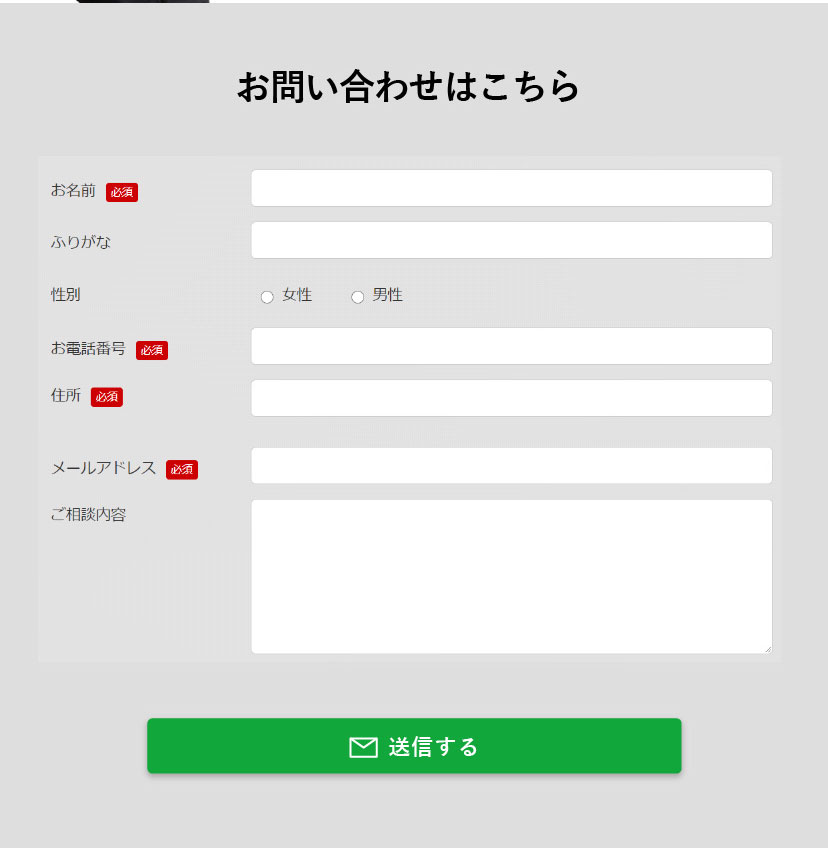 お問い合わせはこちら
お名前 必須
ふりがな
性別 女性 男性
お電話番号 必須
住所 必須
メールアドレス 必須
ご相談内容
送信する